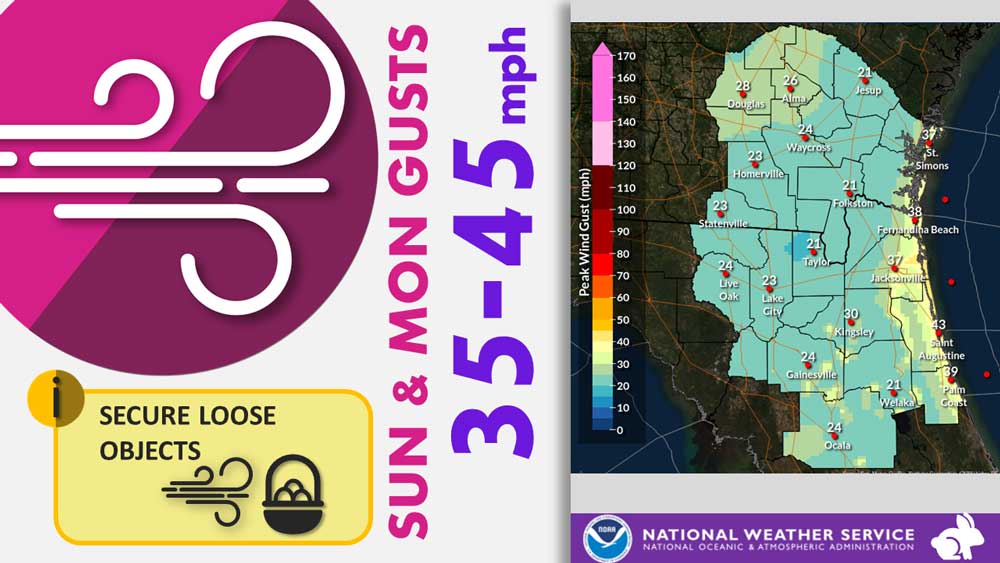 SUN & MON GUSTS
35-45 mph
i
SECURE LOOSE
OBJECTS
Peak Wind Gust (mph)
170
160
150
140
130
120
110
100
90
80
70
60
50
40
30
20
10
0
28
Douglas
26
Alma
21
Jesup
24
Waycross
37
St.
Simons
23
Homerville
21
Folkston
23
Statenville
38
Fernandina Beach
21
Taylor
37
Jacksonville
24
Live
Oak
23
Lake
City
30
Kingsley
43
Saint
Augustine
24
Gainesville
39
Palm
Coast
21
Welaka
24
Ocala
NOAA
NATIONAL WEATHER SERVICE
NATIONAL OCEANIC & ATMOSPHERIC ADMINISTRATION